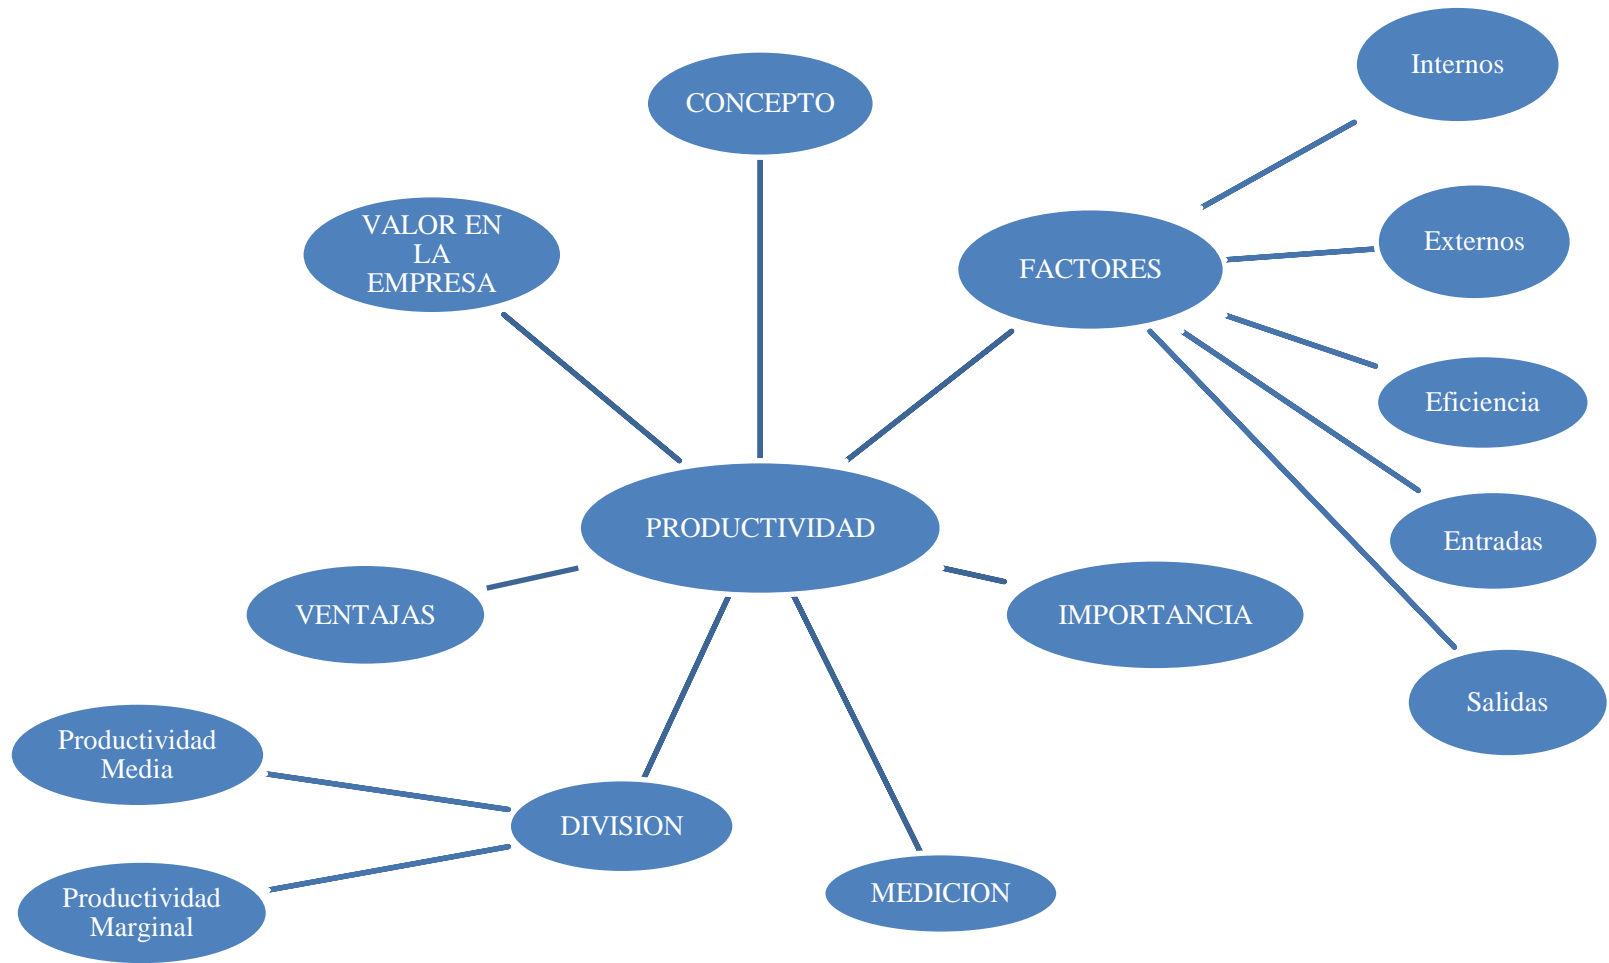 Internos
CONCEPTO
VALOR EN
LA
EMPRESA
FACTORES
Externos
Eficiencia
PRODUCTIVIDAD
Entradas
VENTAJAS
IMPORTANCIA
Salidas
Productividad
Media
DIVISION
MEDICION
Productividad
Marginal